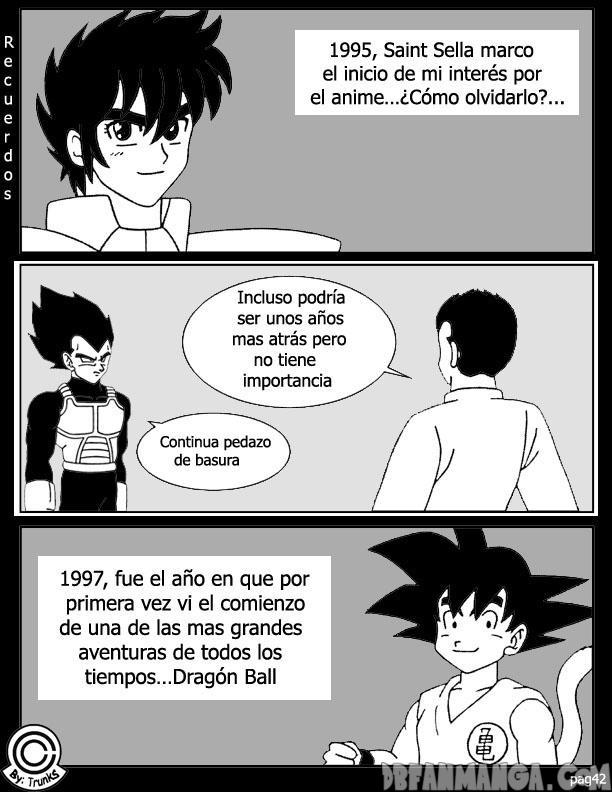 Recuerdos
1995, Saint Sella marco
el inicio de mi interés por
el anime...¿Cómo olvidarlo?...
Incluso podría
ser unos años
mas atrás pero
no tiene
importancia
Continua pedazo
de basura
1997, fue el año en que por
primera vez vi el comienzo
de una de las mas grandes
aventuras de todos los
tiempos...Dragón Ball
亀
By: Trunks
DBFANMANGA.COM
pag42